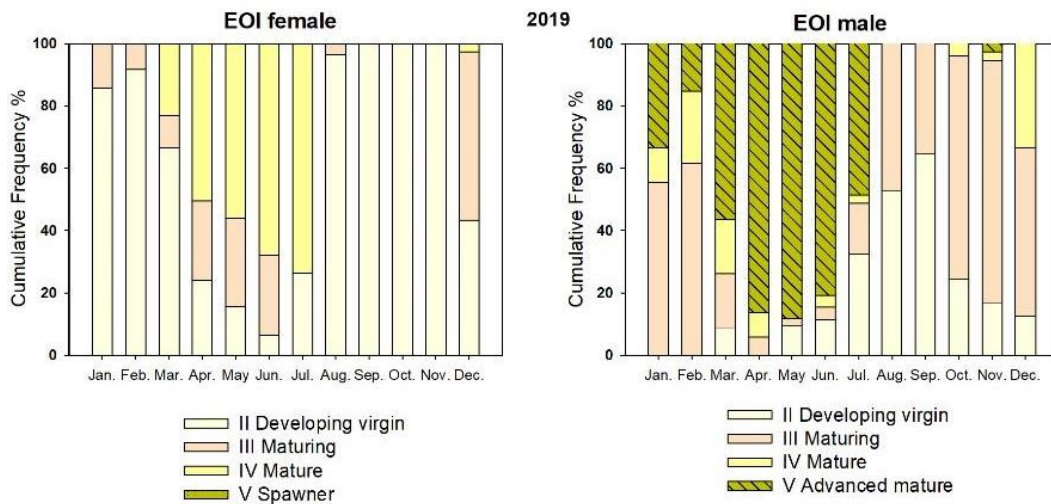 EOI female
2019
EOI male
Cumulative Frequency %
100
80
60
40
20
0
Jan. Feb. Mar. Apr. May Jun. Jul. Aug. Sep. Oct. Nov. Dec.
II Developing virgin
III Maturing
IV Mature
V Spawner
Cumulative Frequency %
100
80
60
40
20
0
Jan. Feb. Mar. Apr. May Jun. Jul. Aug. Sep. Oct. Nov. Dec.
II Developing virgin
III Maturing
IV Mature
V Advanced mature